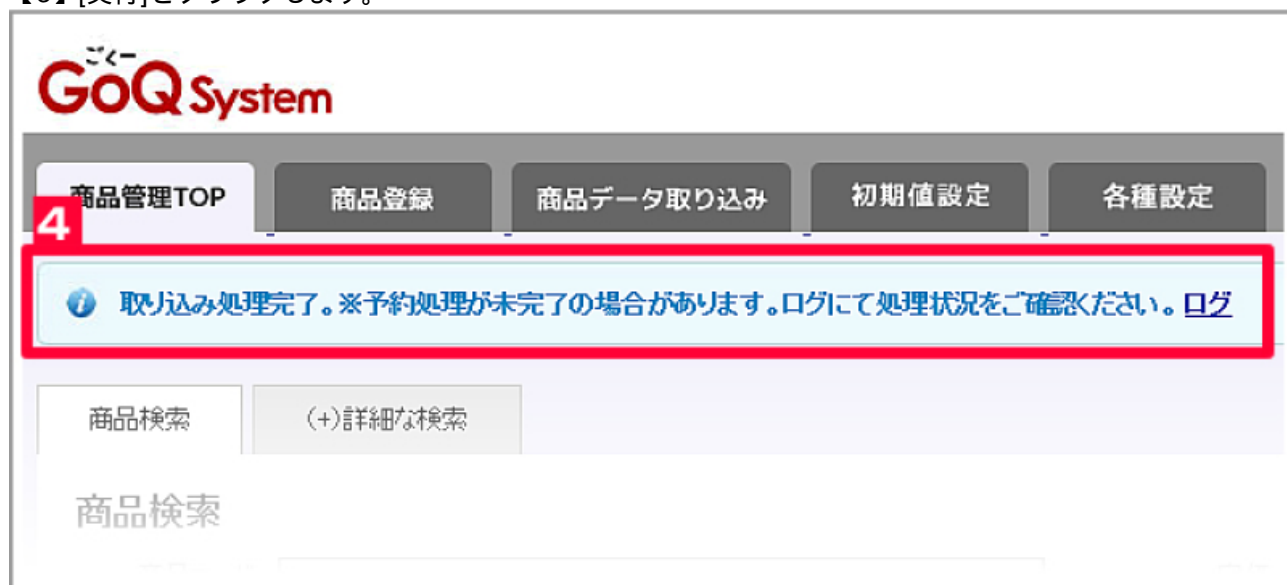 ごくー
GoQ System
商品管理TOP 商品登録 商品データ取り込み 初期値設定 各種設定
4
取り込み処理完了。※予約処理が未完了の場合があります。ログにて処理状況をご確認ください。ログ
商品検索 (+)詳細な検索
商品検索